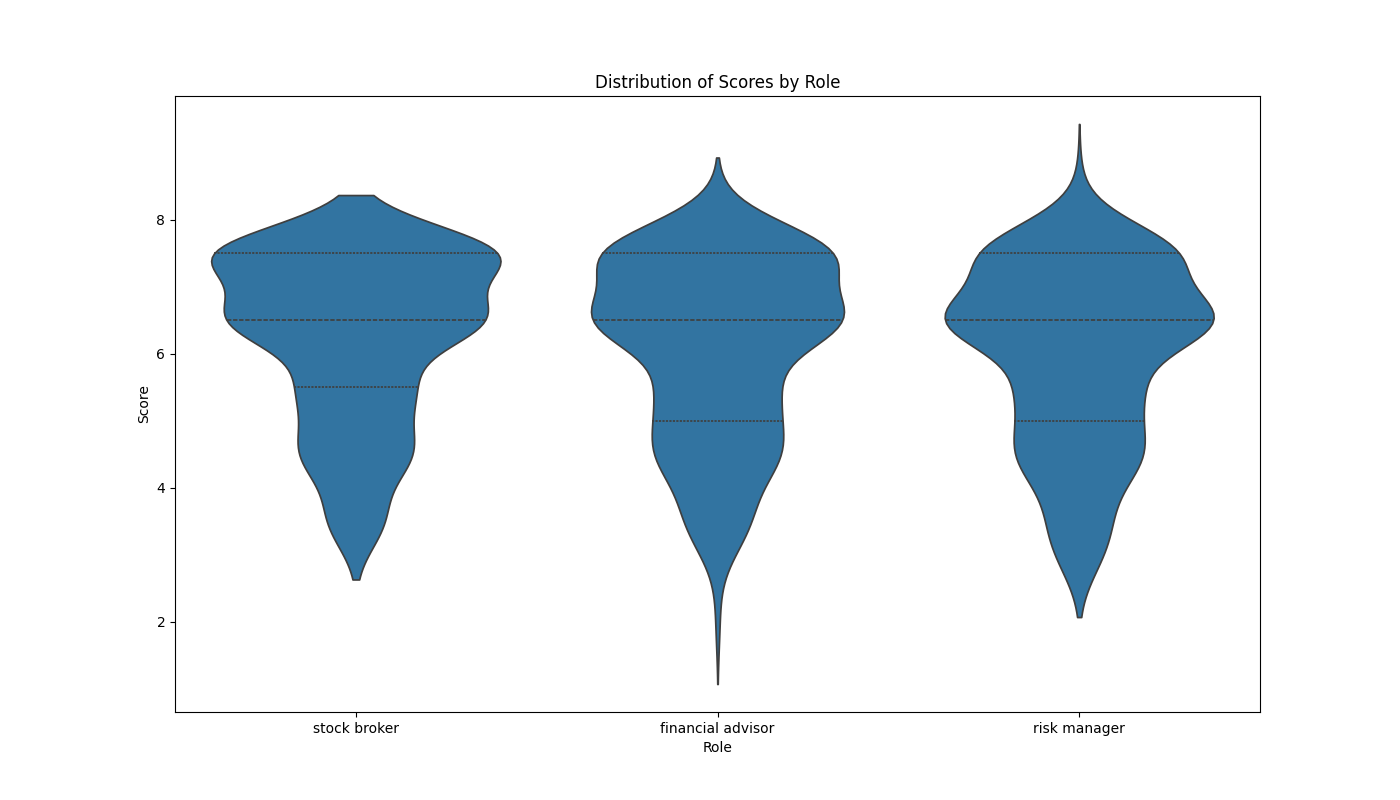 Distribution of Scores by Role
Score
8
6
4
2
stock broker
financial advisor
risk manager
Role